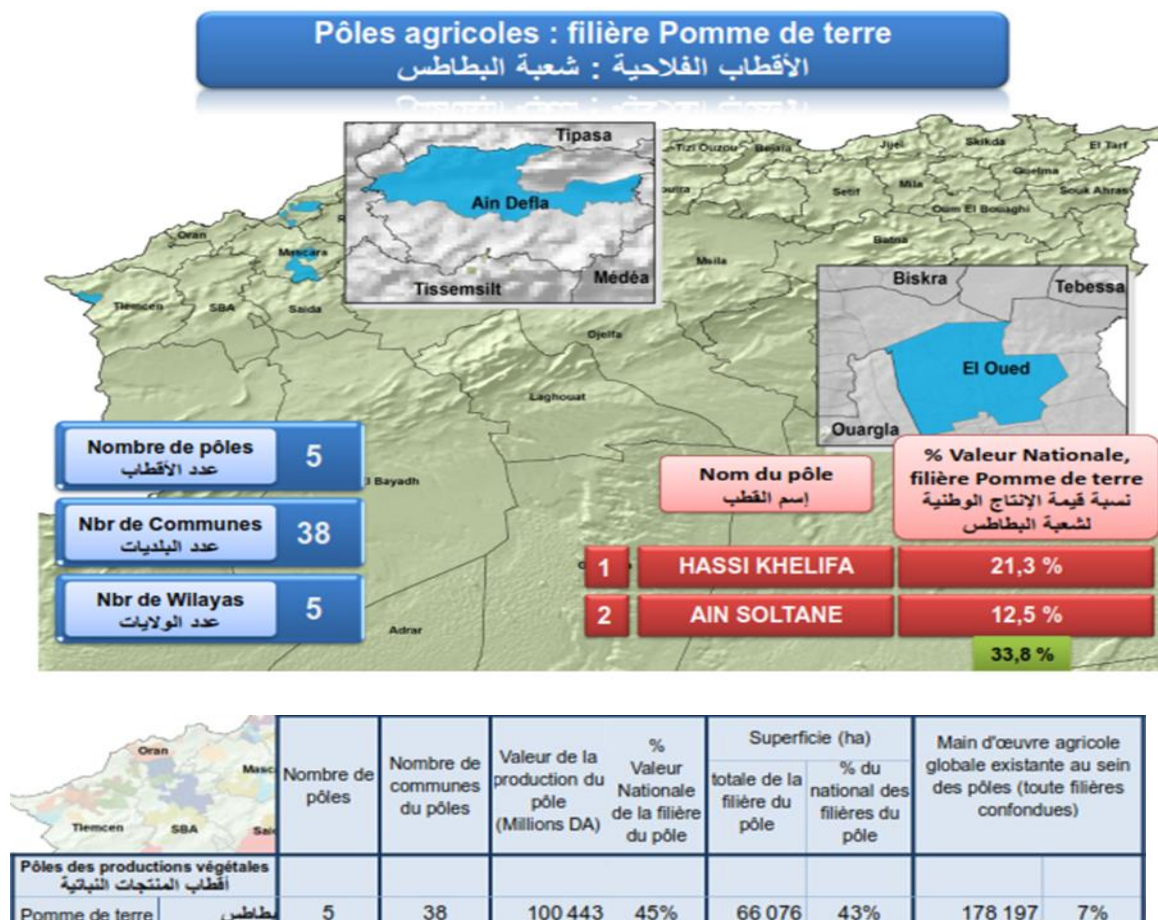 Pôles agricoles : filière Pomme de terre
الأقطاب الفلاحية : شعبة البطاطس
Tipasa
Ain Defla
Tissemsilt
Médéa
Tizi Ouzou
Bejaia
Jijel
Skikda
El Tarf
Guelma
Setif
Mila
Souk Ahras
Oum El Bouaghi
Batna
Oran
Mascara
Tlemcen
SBA
Saida
Msila
Djelfa
Laghouat
Adrar
Biskra
Tebessa
El Oued
Ouargla
Nombre de pôles
عدد الأقطاب
5
Nbr de Communes
عدد البلديات
38
Nbr de Wilayas
عدد الولايات
5
Nom du pôle
إسم القطب
% Valeur Nationale,
filière Pomme de terre
نسبة قيمة الإنتاج الوطنية
لشعبة البطاطس
1 HASSI KHELIFA 21,3 %
2 AIN SOLTANE 12,5 %
33,8 %
Oran
Tlemcen
SBA
Nombre de
pôles
Nombre de
communes
du pôles
Valeur de la
production du
pôle
(Millions DA)
%
Valeur
Nationale
de la filière
du pôle
Superficie (ha)
totale de la
filière du
pôle
% du
national des
filières du
pôle
Main d'œuvre agricole
globale existante au sein
des pôles (toute filières
confondues)
Pôles des productions végétales
أقطاب المنتجات النباتية
Pomme de terre بطاطس 5 38 100 443 45% 66 076 43% 178 197 7%